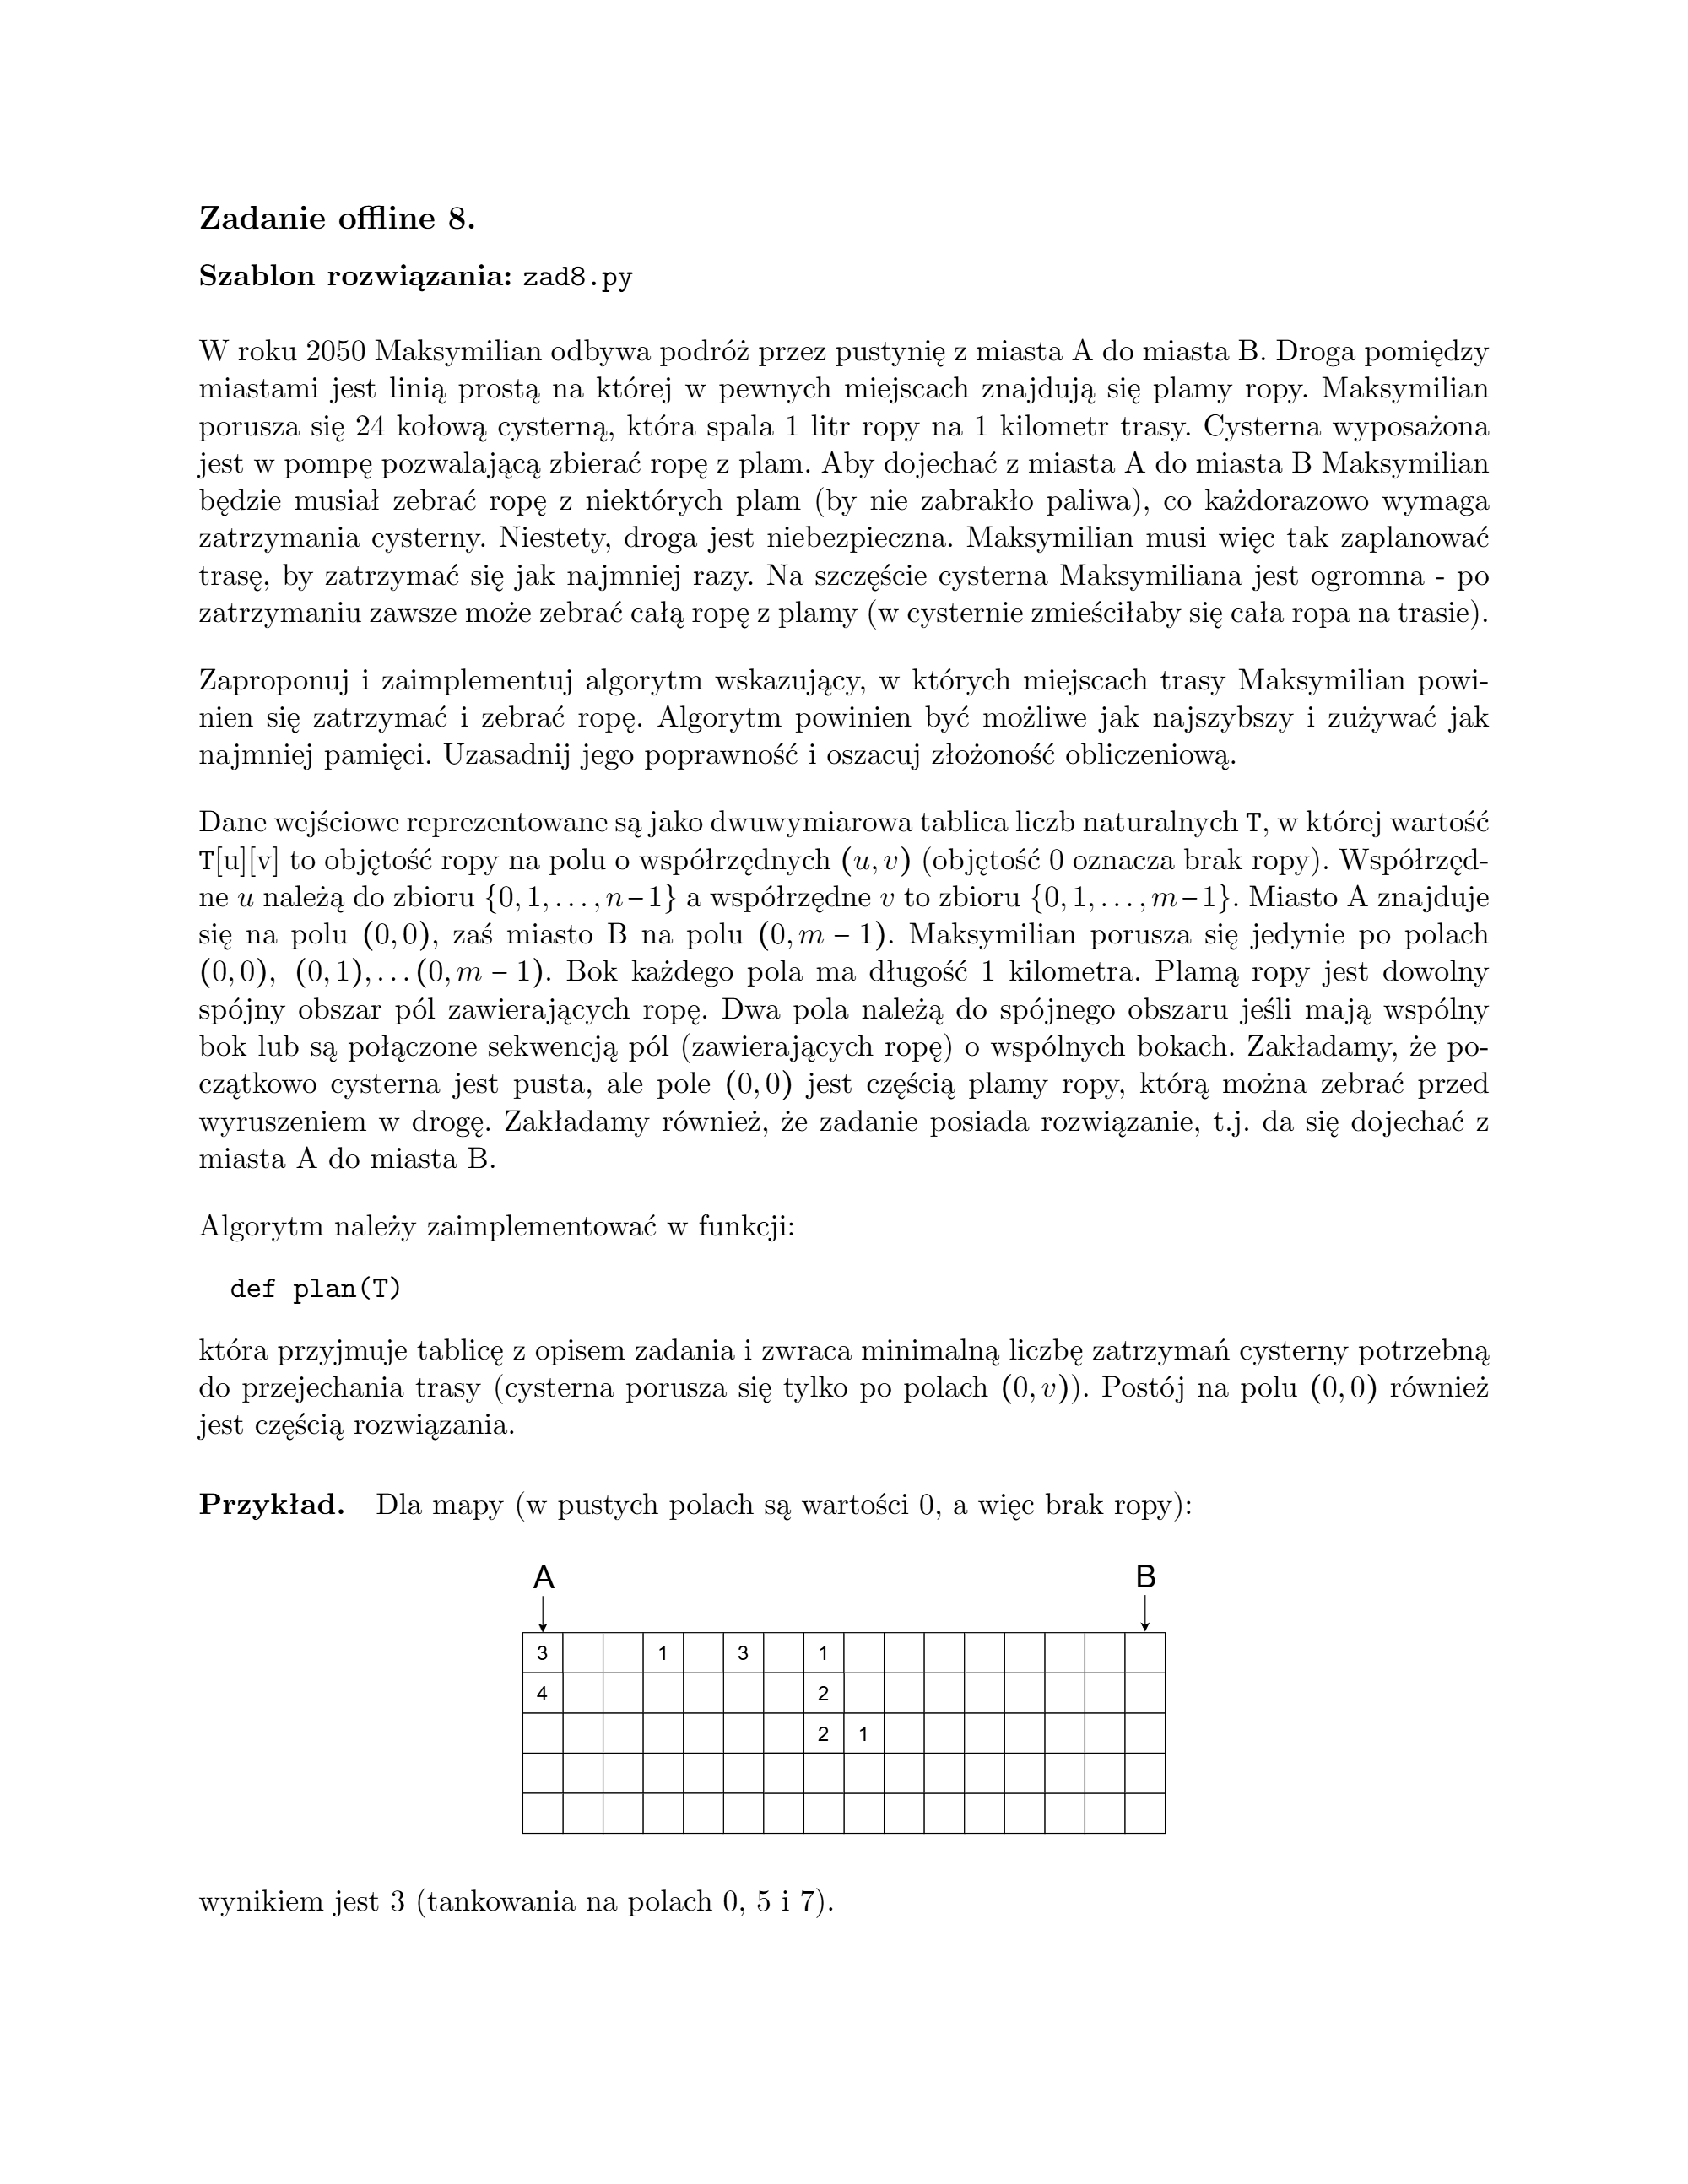 Zadanie offline 8.
Szablon rozwiązania: zad8.py
W roku 2050 Maksymilian odbywa podróż przez pustynię z miasta A do miasta B. Droga pomiędzy
miastami jest linią prostą na której w pewnych miejscach znajdują się plamy ropy. Maksymilian
porusza się 24 kołową cysterną, która spala 1 litr ropy na 1 kilometr trasy. Cysterna wyposażona
jest w pompę pozwalającą zbierać ropę z plam. Aby dojechać z miasta A do miasta B Maksymilian
będzie musiał zebrać ropę z niektórych plam (by nie zabrakło paliwa), co każdorazowo wymaga
zatrzymania cysterny. Niestety, droga jest niebezpieczna. Maksymilian musi więc tak zaplanować
trasę, by zatrzymać się jak najmniej razy. Na szczęście cysterna Maksymiliana jest ogromna - po
zatrzymaniu zawsze może zebrać całą ropę z plamy (w cysternie zmieściłaby się cała ropa na trasie).
Zaproponuj i zaimplementuj algorytm wskazujący, w których miejscach trasy Maksymilian powi-
nien się zatrzymać i zebrać ropę. Algorytm powinien być możliwe jak najszybszy i zużywać jak
najmniej pamięci. Uzasadnij jego poprawność i oszacuj złożoność obliczeniową.
Dane wejściowe reprezentowane są jako dwuwymiarowa tablica liczb naturalnych T, w której wartość
T[u][v] to objętość ropy na polu o współrzędnych (u, v) (objętość 0 oznacza brak ropy). Współrzęd-
ne u należą do zbioru {0, 1, . . . , n−1} a współrzędne v to zbioru {0, 1, . . . , m−1}. Miasto A znajduje
się na polu (0, 0), zaś miasto B na polu (0, m − 1). Maksymilian porusza się jedynie po polach
(0, 0), (0, 1), . . . (0, m − 1). Bok każdego pola ma długość 1 kilometra. Plamą ropy jest dowolny
spójny obszar pól zawierających ropę. Dwa pola należą do spójnego obszaru jeśli mają wspólny
bok lub są połączone sekwencją pól (zawierających ropę) o wspólnych bokach. Zakładamy, że po-
czątkowo cysterna jest pusta, ale pole (0, 0) jest częścią plamy ropy, którą można zebrać przed
wyruszeniem w drogę. Zakładamy również, że zadanie posiada rozwiązanie, t.j. da się dojechać z
miasta A do miasta B.
Algorytm należy zaimplementować w funkcji:
def plan(T)
która przyjmuje tablicę z opisem zadania i zwraca minimalną liczbę zatrzymań cysterny potrzebną
do przejechania trasy (cysterna porusza się tylko po polach (0, v)). Postój na polu (0, 0) również
jest częścią rozwiązania.
Przykład. Dla mapy (w pustych polach są wartości 0, a więc brak ropy):
A B
3 1 3 1
4 2
2 1
wynikiem jest 3 (tankowania na polach 0, 5 i 7).